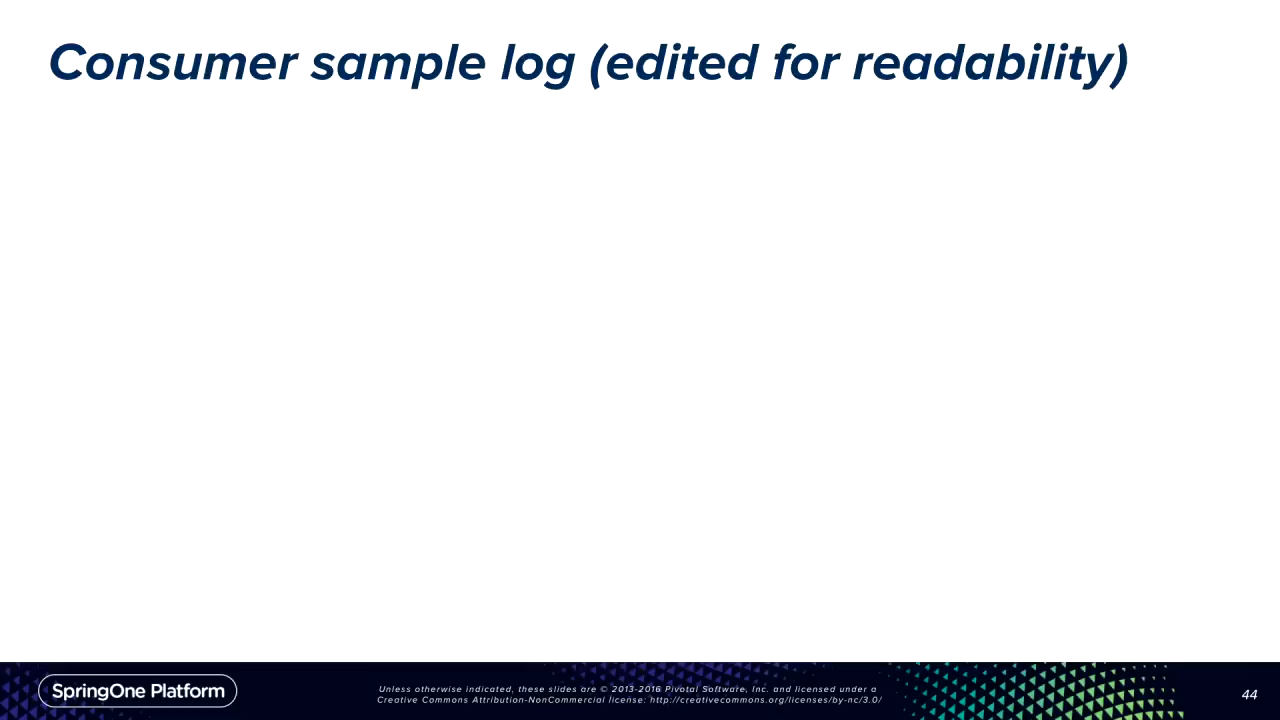 Consumer sample log (edited for readability)
SpringOne Platform
Unless otherwise indicated, these slides are © 2013-2016 Pivotal Software, Inc. and licensed under a
Creative Commons Attribution-NonCommercial license: http://creativecommons.org/licenses/by-nc/3.0/
44